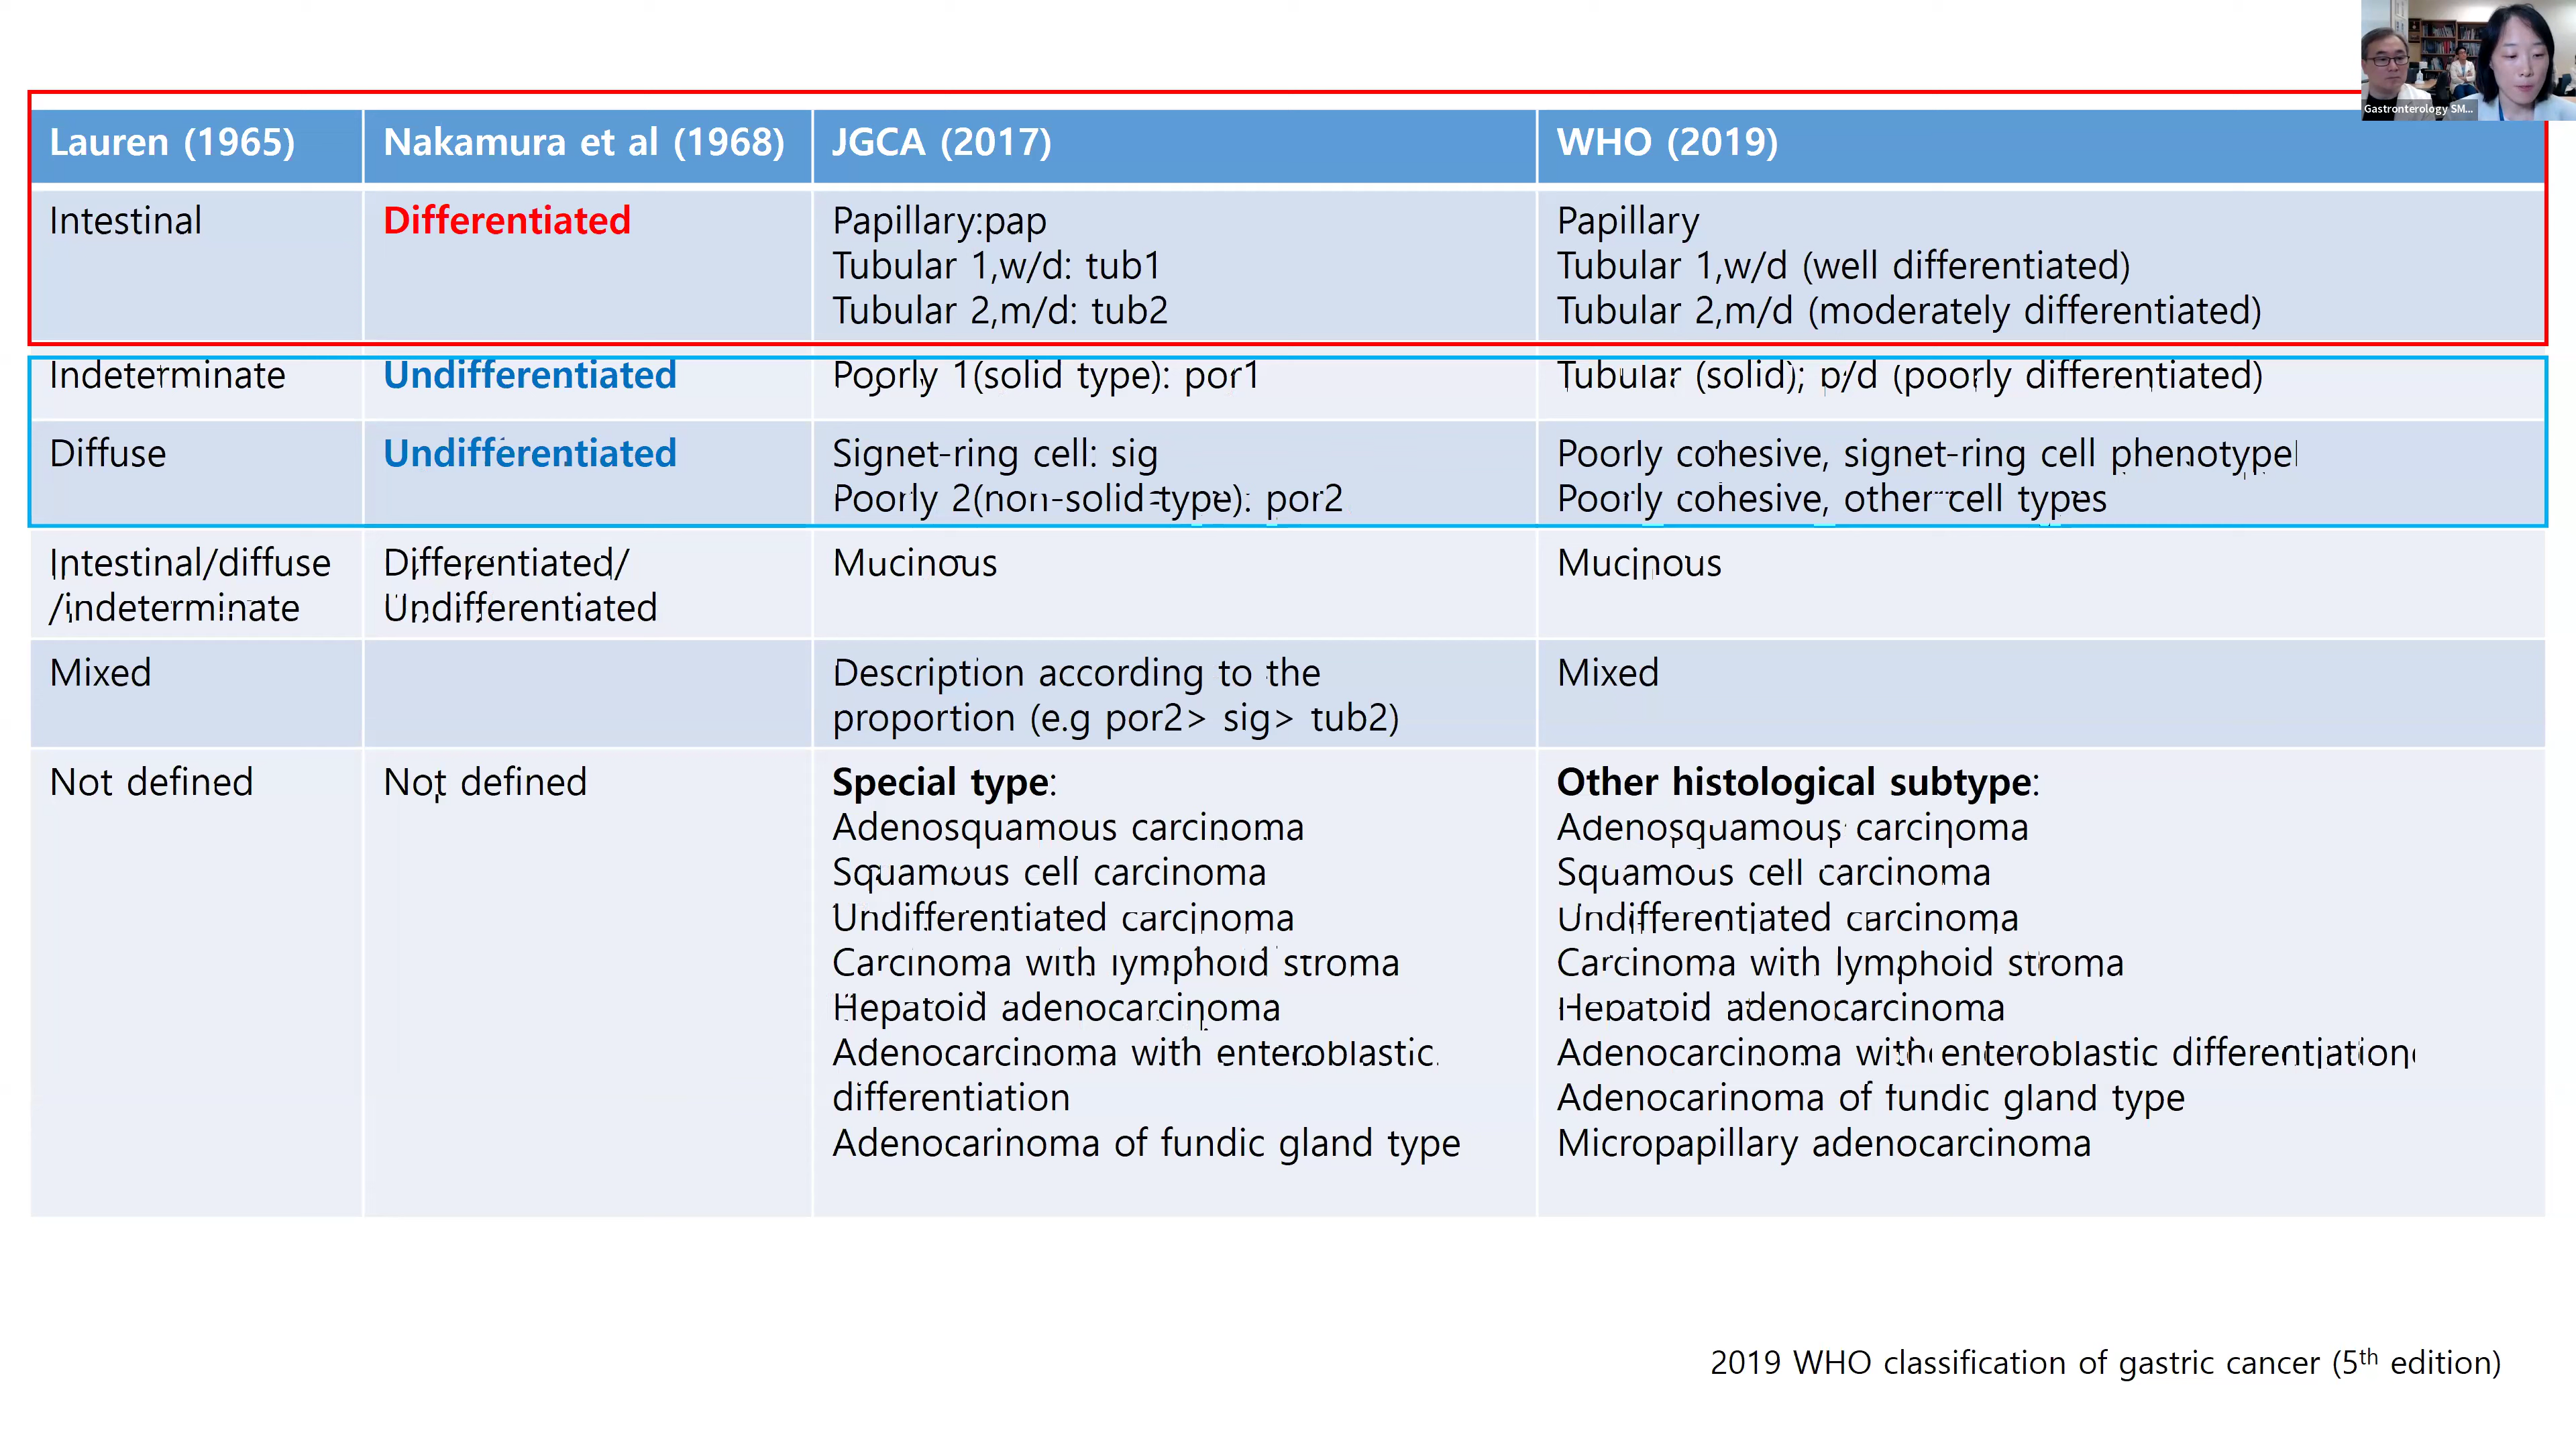 Gastronterology SM...
Lauren (1965)
Nakamura et al (1968)
JGCA (2017)
WHO (2019)
Intestinal
Differentiated
Papillary:pap
Tubular 1,w/d: tub1
Tubular 2,m/d: tub2
Papillary
Tubular 1,w/d (well differentiated)
Tubular 2,m/d (moderately differentiated)
Indeterminate
Undifferentiated
Poorly 1(solid type): por1
Tubular (solid); p/d (poorly differentiated)
Diffuse
Undifferentiated
Signet-ring cell: sig
Poorly 2(non-solid type): por2
Poorly cohesive, signet-ring cell phenotype
Poorly cohesive, other cell types
Intestinal/diffuse
/indeterminate
Differentiated/
Undifferentiated
Mucinous
Mucinous
Mixed
Description according to the
proportion (e.g por2> sig> tub2)
Mixed
Not defined
Not defined
Special type:
Adenosquamous carcinoma
Squamous cell carcinoma
Undifferentiated carcinoma
Carcinoma with lymphoid stroma
Hepatoid adenocarcinoma
Adenocarcinoma with enteroblastic
differentiation
Adenocarinoma of fundic gland type
Other histological subtype:
Adenosquamous carcinoma
Squamous cell carcinoma
Undifferentiated carcinoma
Carcinoma with lymphoid stroma
Hepatoid adenocarcinoma
Adenocarcinoma with enteroblastic differentiation
Adenocarinoma of fundic gland type
Micropapillary adenocarcinoma
2019 WHO classification of gastric cancer (5th edition)